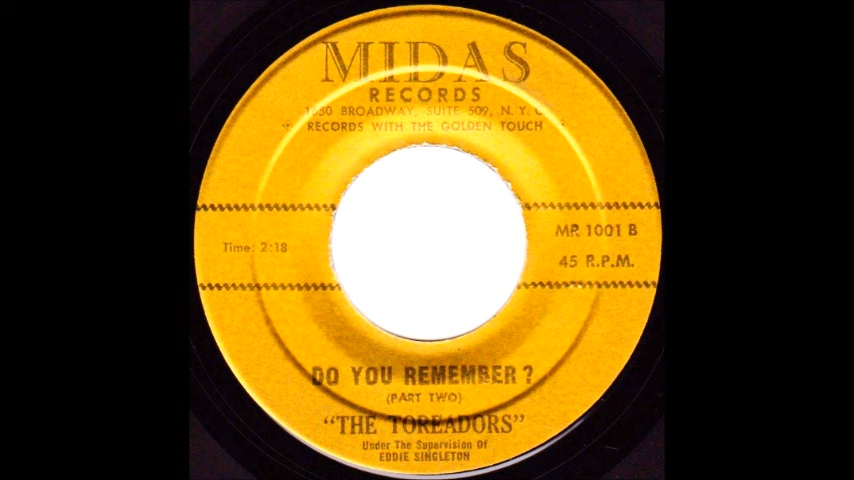 MIDAS
RECORDS
1650 BROADWAY, SUITE 509, N.Y.C
RECORDS WITH THE GOLDEN TOUCH
Time: 2:18
MR 1001 B
45 R.P.M.
DO YOU REMEMBER?
(PART TWO)
"THE TOREADORS"
Under The Supervision Of
EDDIE SINGLETON